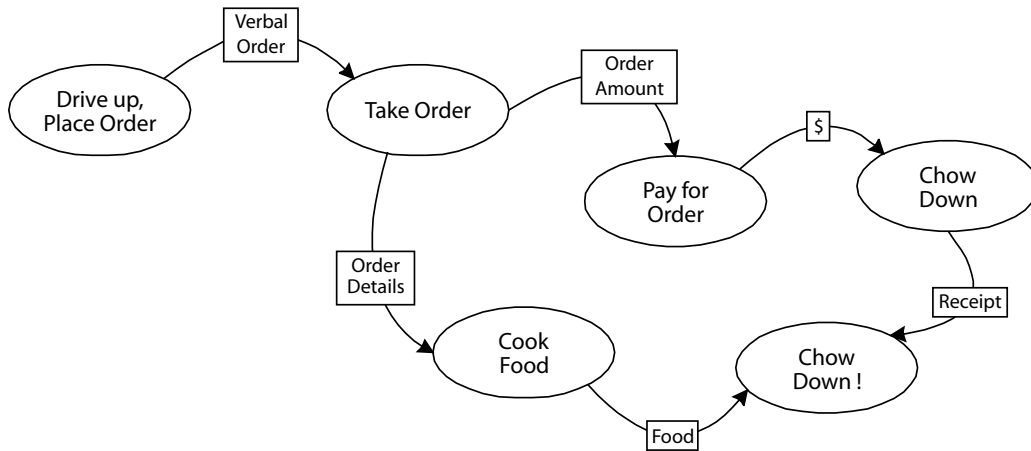 Verbal
Order
Drive up,
Place Order
Take Order
Order
Amount
Pay for
Order
$
Chow
Down
Order
Details
Receipt
Cook
Food
Chow
Down !
Food